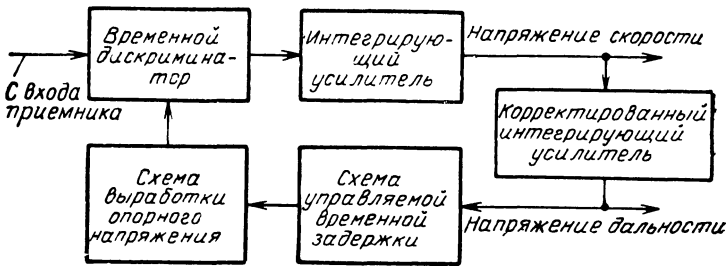 Временной
дискримина-
тор
Интегрирую-
щий
усилитель
Напряжение скорости
С входа
приемника
Корректированный
интегрирующий
усилитель
Схема
выработки
опорного
напряжения
Схема
управляемой
временной
задержки
Напряжение дальности